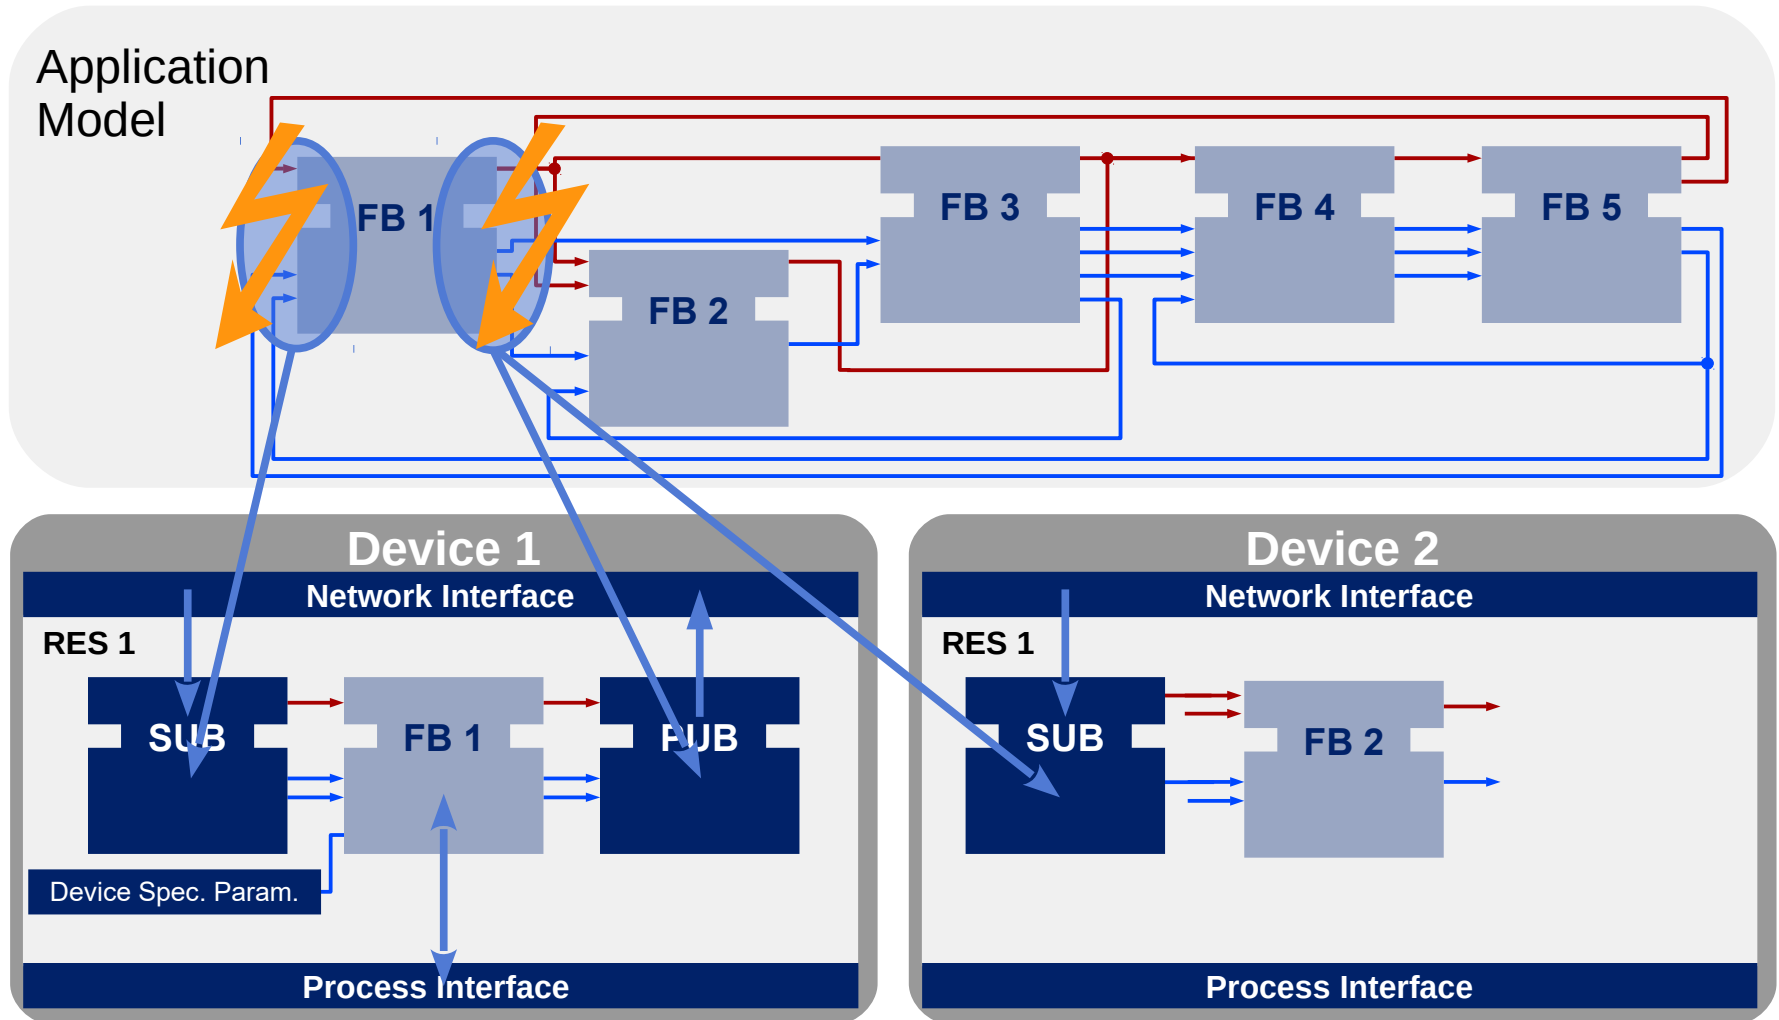 Application
Model
FB 1
FB 2
FB 3
FB 4
FB 5
Device 1
Network Interface
RES 1
SUB
FB 1
PUB
Device Spec. Param.
Process Interface
Device 2
Network Interface
RES 1
SUB
FB 2
Process Interface